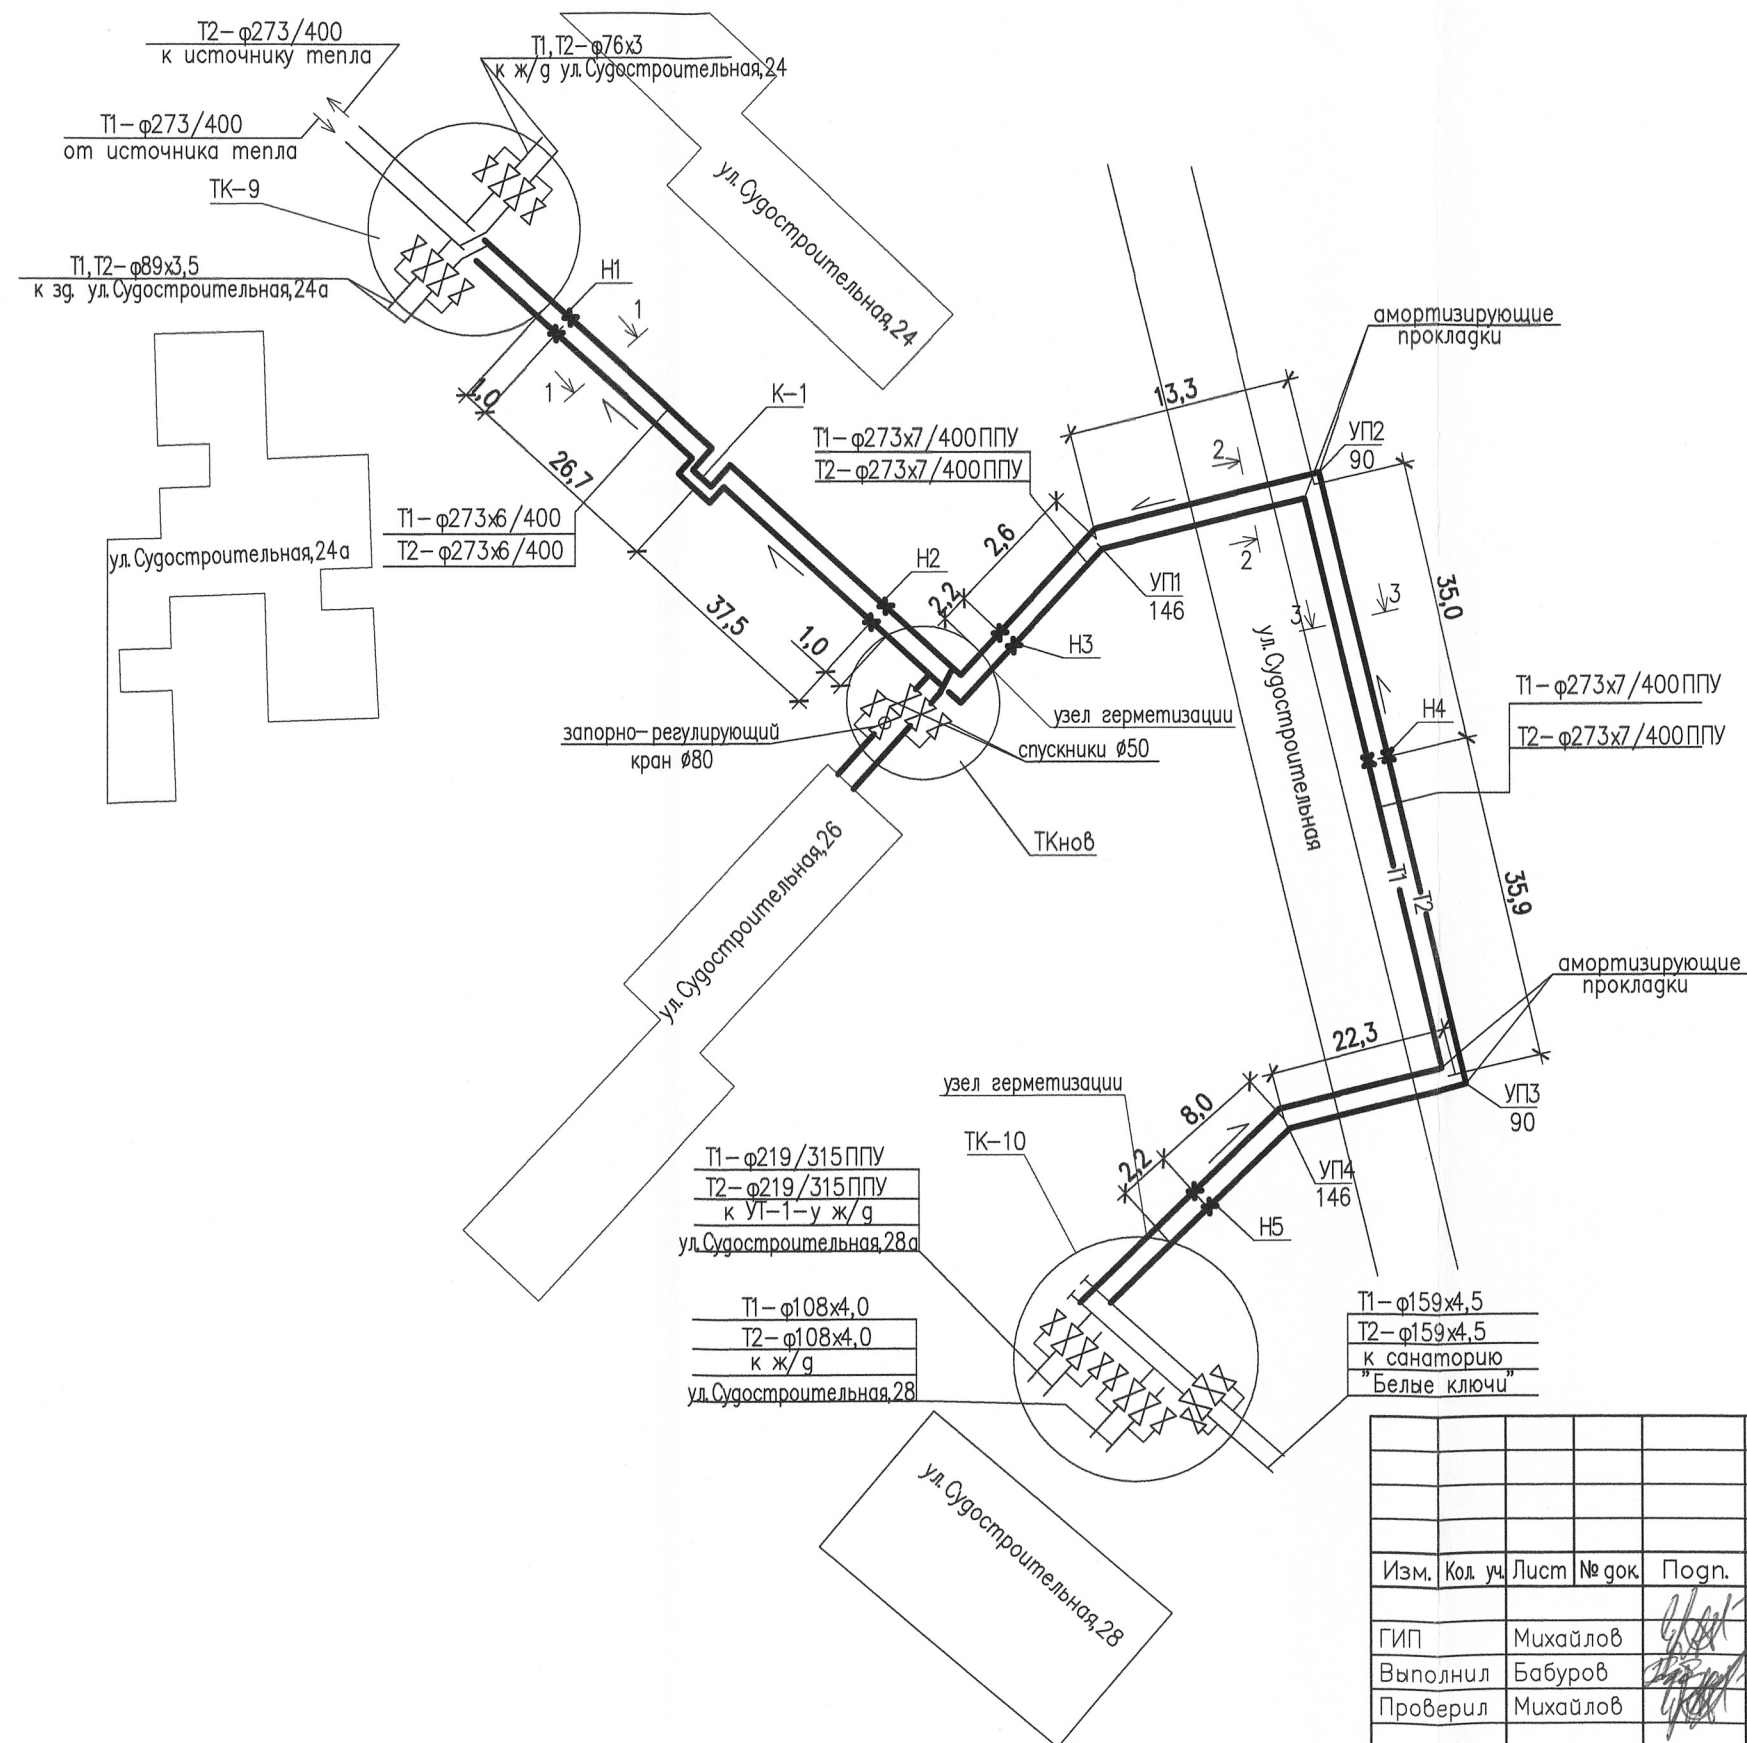 Т2-φ273/400
к источнику тепла
Т1-φ273/400
от источника тепла
ТК-9
Т1,Т2-φ76х3
к ж/д ул.Судостроительная,24
Т1,Т2-φ89х3,5
к зд. ул.Судостроительная,24а
ул.Судостроительная,24
Н1
1
1
1,0
26,7
К-1
Т1-φ273х6/400
Т2-φ273х6/400
ул.Судостроительная,24а
37,5
1,0
Н2
Т1-φ273х7/400ППУ
Т2-φ273х7/400ППУ
13,3
амортизирующие
прокладки
УП2
90
2
2
2,6
2,2
УП1
146
Н3
3
3
35,0
ул.Судостроительная
Т1-φ273х7/400ППУ
Н4
Т2-φ273х7/400ППУ
узел герметизации
запорно-регулирующий
кран Ø80
спускники Ø50
ТКнов
ул.Судостроительная,26
Т1
Т2
35,9
амортизирующие
прокладки
22,3
УП3
90
узел герметизации
8,0
2,2
ТК-10
УП4
146
Н5
Т1-φ219/315ППУ
Т2-φ219/315ППУ
к УТ-1-у ж/д
ул.Судостроительная,28а
Т1-φ108х4,0
Т2-φ108х4,0
к ж/д
ул.Судостроительная,28
Т1-φ159х4,5
Т2-φ159х4,5
к санаторию
"Белые ключи"
ул.Судостроительная,28
Изм. Кол. уч. Лист № док. Подп.
ГИП Михайлов
Выполнил Бабуров
Проверил Михайлов